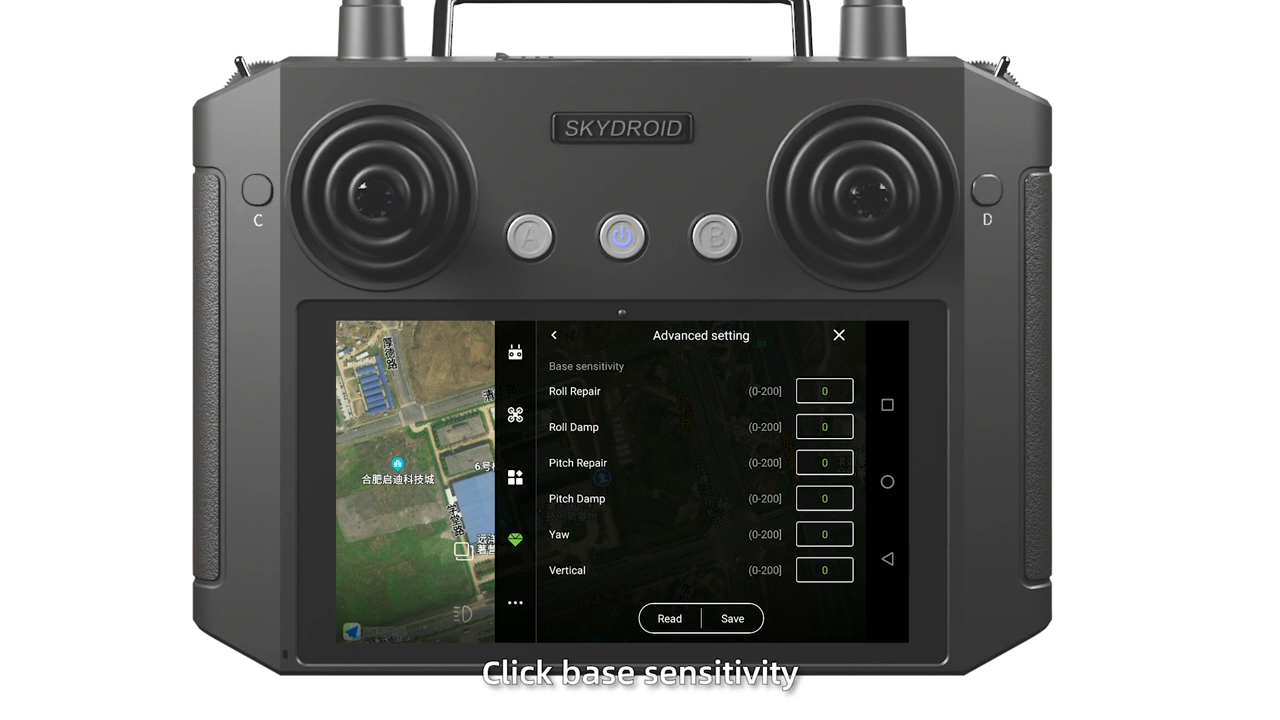 SKYDROID
A
B
C
D
Advanced setting
Base sensitivity
Roll Repair (0-200] 0
Roll Damp (0-200] 0
Pitch Repair (0-200] 0
Pitch Damp (0-200] 0
Yaw (0-200] 0
Vertical (0-200] 0
Read Save
合肥启迪科技城
6号
远洋
Click base sensitivity